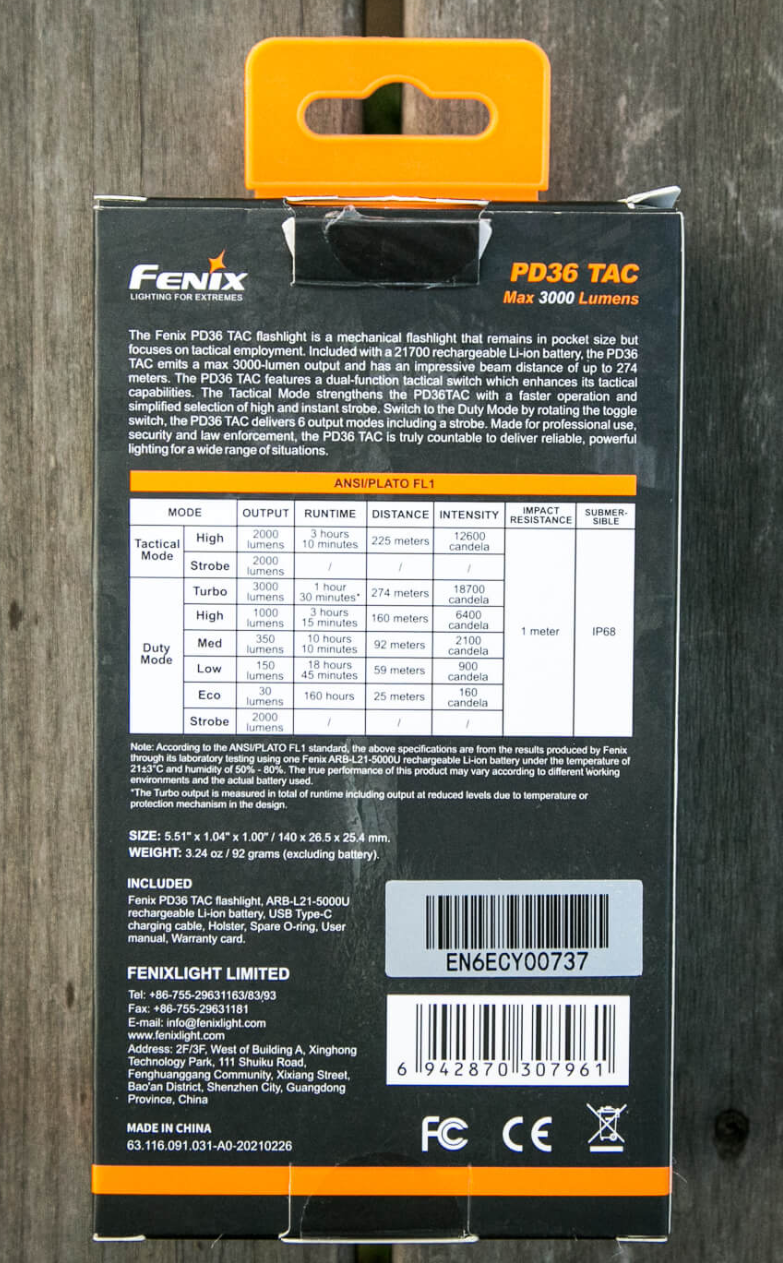 FENIX
LIGHTING FOR EXTREMES
PD36 TAC
Max 3000 Lumens
The Fenix PD36 TAC flashlight is a mechanical flashlight that remains in pocket size but
focuses on tactical employment. Included with a 21700 rechargeable Li-ion battery, the PD36
TAC emits a max 3000-lumen output and has an impressive beam distance of up to 274
meters. The PD36 TAC features a dual-function tactical switch which enhances its tactical
capabilities. The Tactical Mode strengthens the PD36TAC with a faster operation and
simplified selection of high and instant strobe. Switch to the Duty Mode by rotating the toggle
switch, the PD36 TAC delivers 6 output modes including a strobe. Made for professional use,
security and law enforcement, the PD36 TAC is truly countable to deliver reliable, powerful
lighting for a wide range of situations.
ANSI/PLATO FL1
MODE OUTPUT RUNTIME DISTANCE INTENSITY IMPACT RESISTANCE SUBMER-SIBLE
Tactical Mode High 2000 lumens 3 hours 10 minutes 225 meters 12600 candela 1 meter IP68
Strobe 2000 lumens / / /
Duty Mode Turbo 3000 lumens 1 hour 30 minutes* 274 meters 18700 candela
High 1000 lumens 3 hours 15 minutes 160 meters 6400 candela
Med 350 lumens 10 hours 10 minutes 92 meters 2100 candela
Low 150 lumens 18 hours 45 minutes 59 meters 900 candela
Eco 30 lumens 160 hours 25 meters 160 candela
Strobe 2000 lumens / / /
Note: According to the ANSI/PLATO FL1 standard, the above specifications are from the results produced by Fenix
through its laboratory testing using one Fenix ARB-L21-5000U rechargeable Li-ion battery under the temperature of
21±3°C and humidity of 50% - 80%. The true performance of this product may vary according to different working
environments and the actual battery used.
*The Turbo output is measured in total of runtime including output at reduced levels due to temperature or
protection mechanism in the design.
SIZE: 5.51" x 1.04" x 1.00" / 140 x 26.5 x 25.4 mm.
WEIGHT: 3.24 oz / 92 grams (excluding battery).
INCLUDED
Fenix PD36 TAC flashlight, ARB-L21-5000U
rechargeable Li-ion battery, USB Type-C
charging cable, Holster, Spare O-ring, User
manual, Warranty card.
EN6ECY00737
FENIXLIGHT LIMITED
Tel: +86-755-29631163/83/93
Fax: +86-755-29631181
E-mail: info@fenixlight.com
www.fenixlight.com
Address: 2F/3F, West of Building A, Xinghong
Technology Park, 111 Shuiku Road,
Fenghuanggang Community, Xixiang Street,
Bao'an District, Shenzhen City, Guangdong
Province, China
6 942870 307961
MADE IN CHINA
63.116.091.031-A0-20210226
FC CE